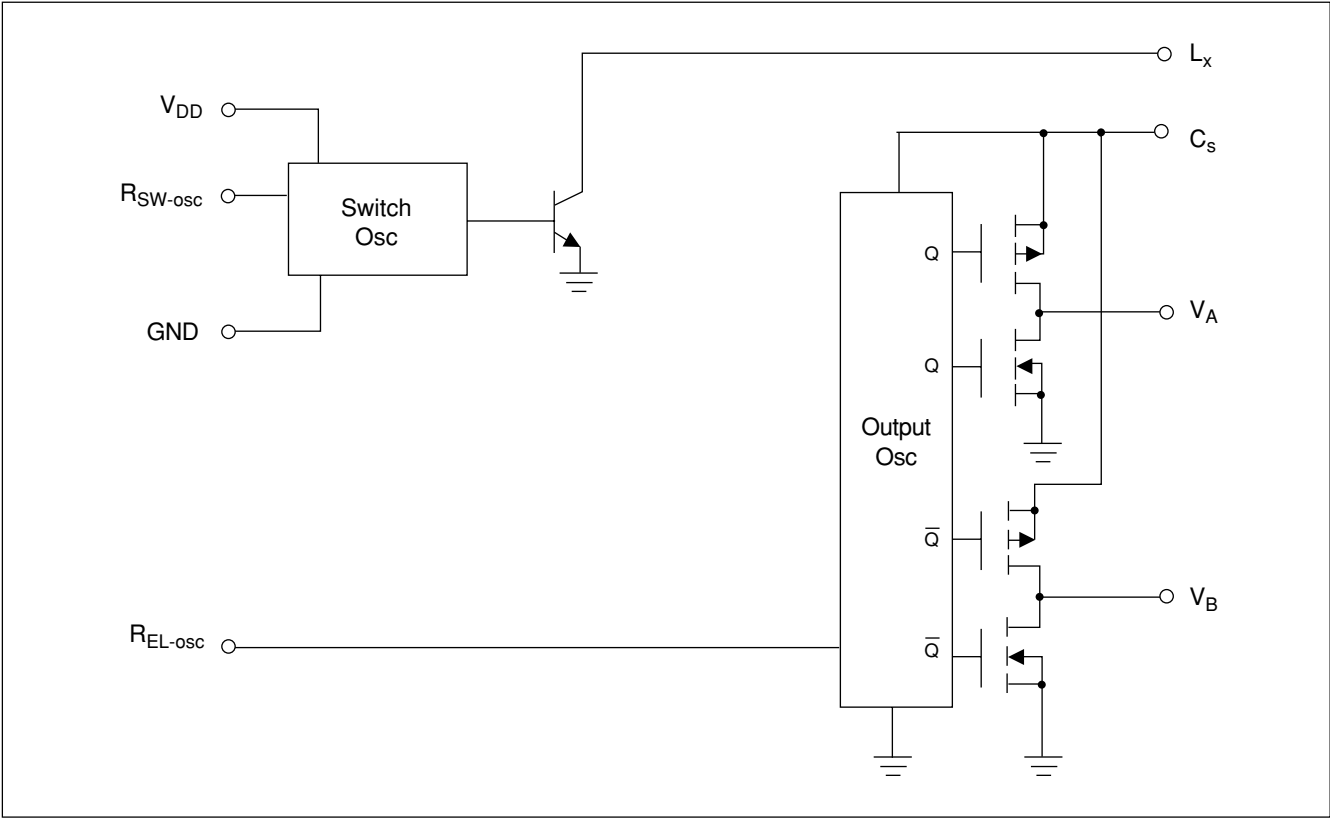 Lx
VDD
Cs
RSW-osc
Switch
Osc
Q
VA
GND
Q
Output
Osc
Q̅
VB
REL-osc
Q̅